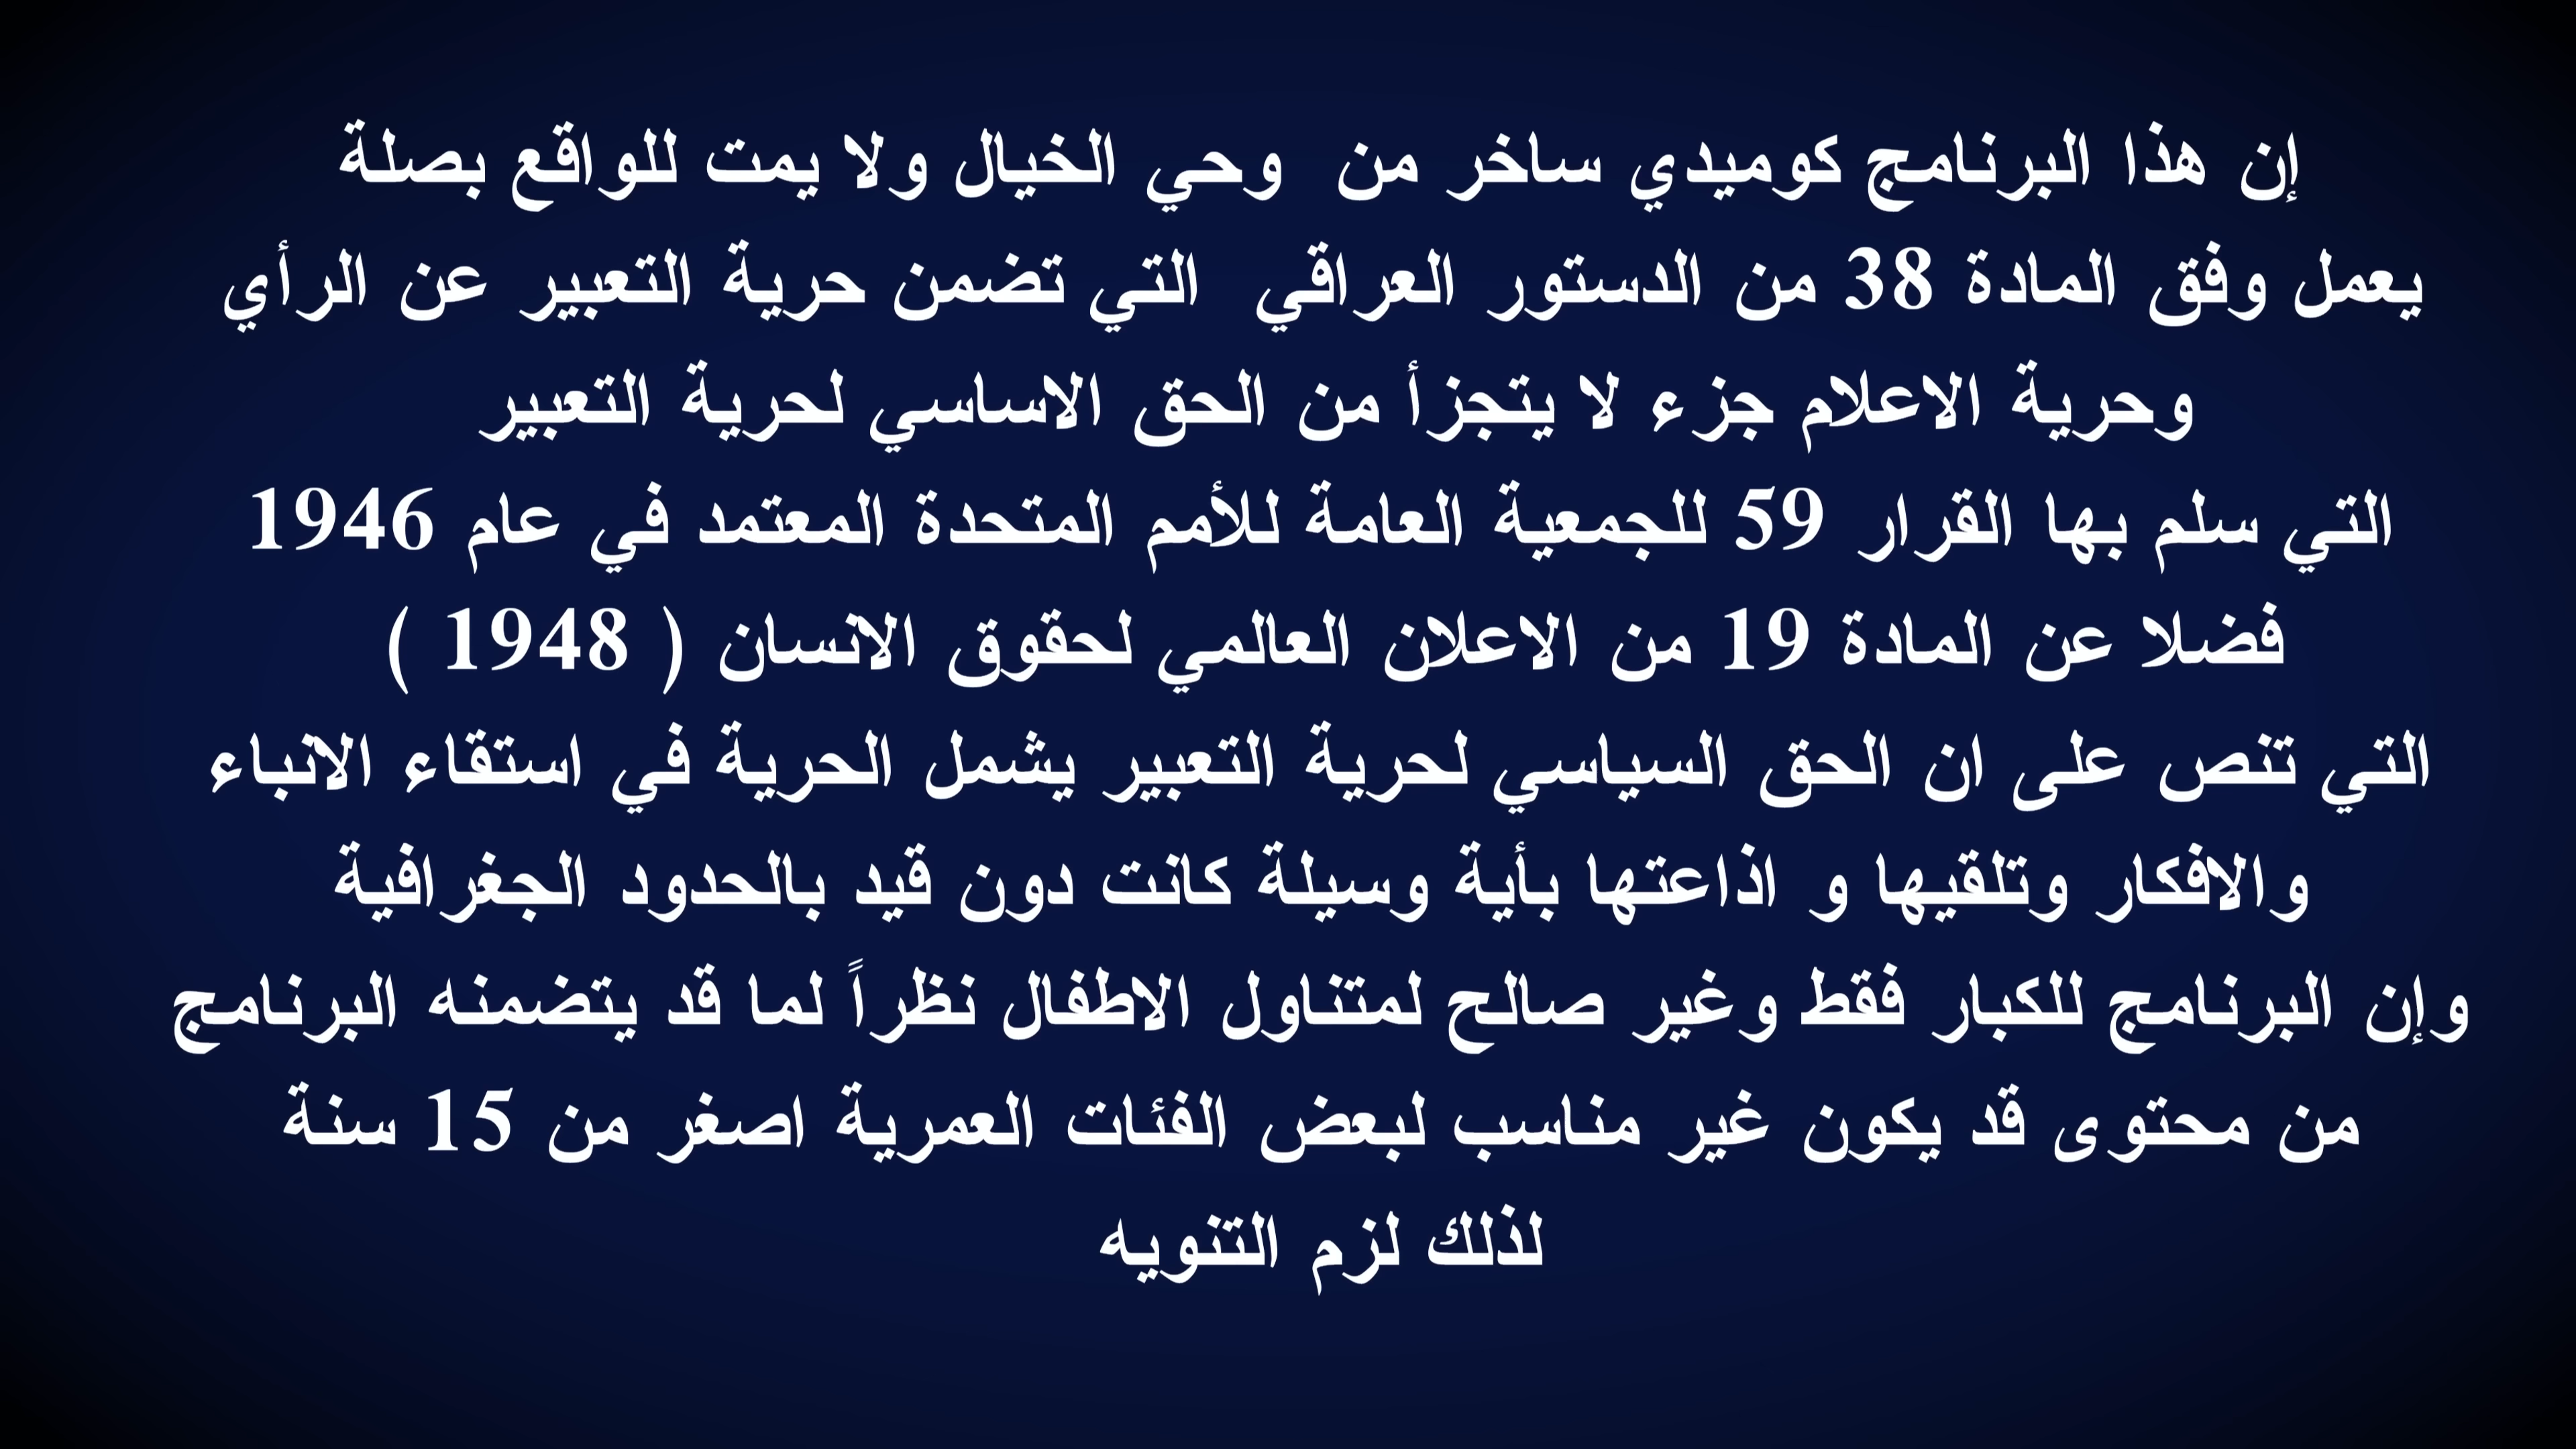 إن هذا البرنامج كوميدي ساخر من وحي الخيال ولا يمت للواقع بصلة
يعمل وفق المادة 38 من الدستور العراقي التي تضمن حرية التعبير عن الرأي
وحرية الاعلام جزء لا يتجزأ من الحق الاساسي لحرية التعبير
التي سلم بها القرار 59 للجمعية العامة للأمم المتحدة المعتمد في عام 1946
فضلا عن المادة 19 من الاعلان العالمي لحقوق الانسان ( 1948 )
التي تنص على ان الحق السياسي لحرية التعبير يشمل الحرية في استقاء الانباء
والافكار وتلقيها و اذاعتها بأية وسيلة كانت دون قيد بالحدود الجغرافية
وإن البرنامج للكبار فقط وغير صالح لمتناول الاطفال نظراً لما قد يتضمنه البرنامج
من محتوى قد يكون غير مناسب لبعض الفئات العمرية اصغر من 15 سنة
لذلك لزم التنويه